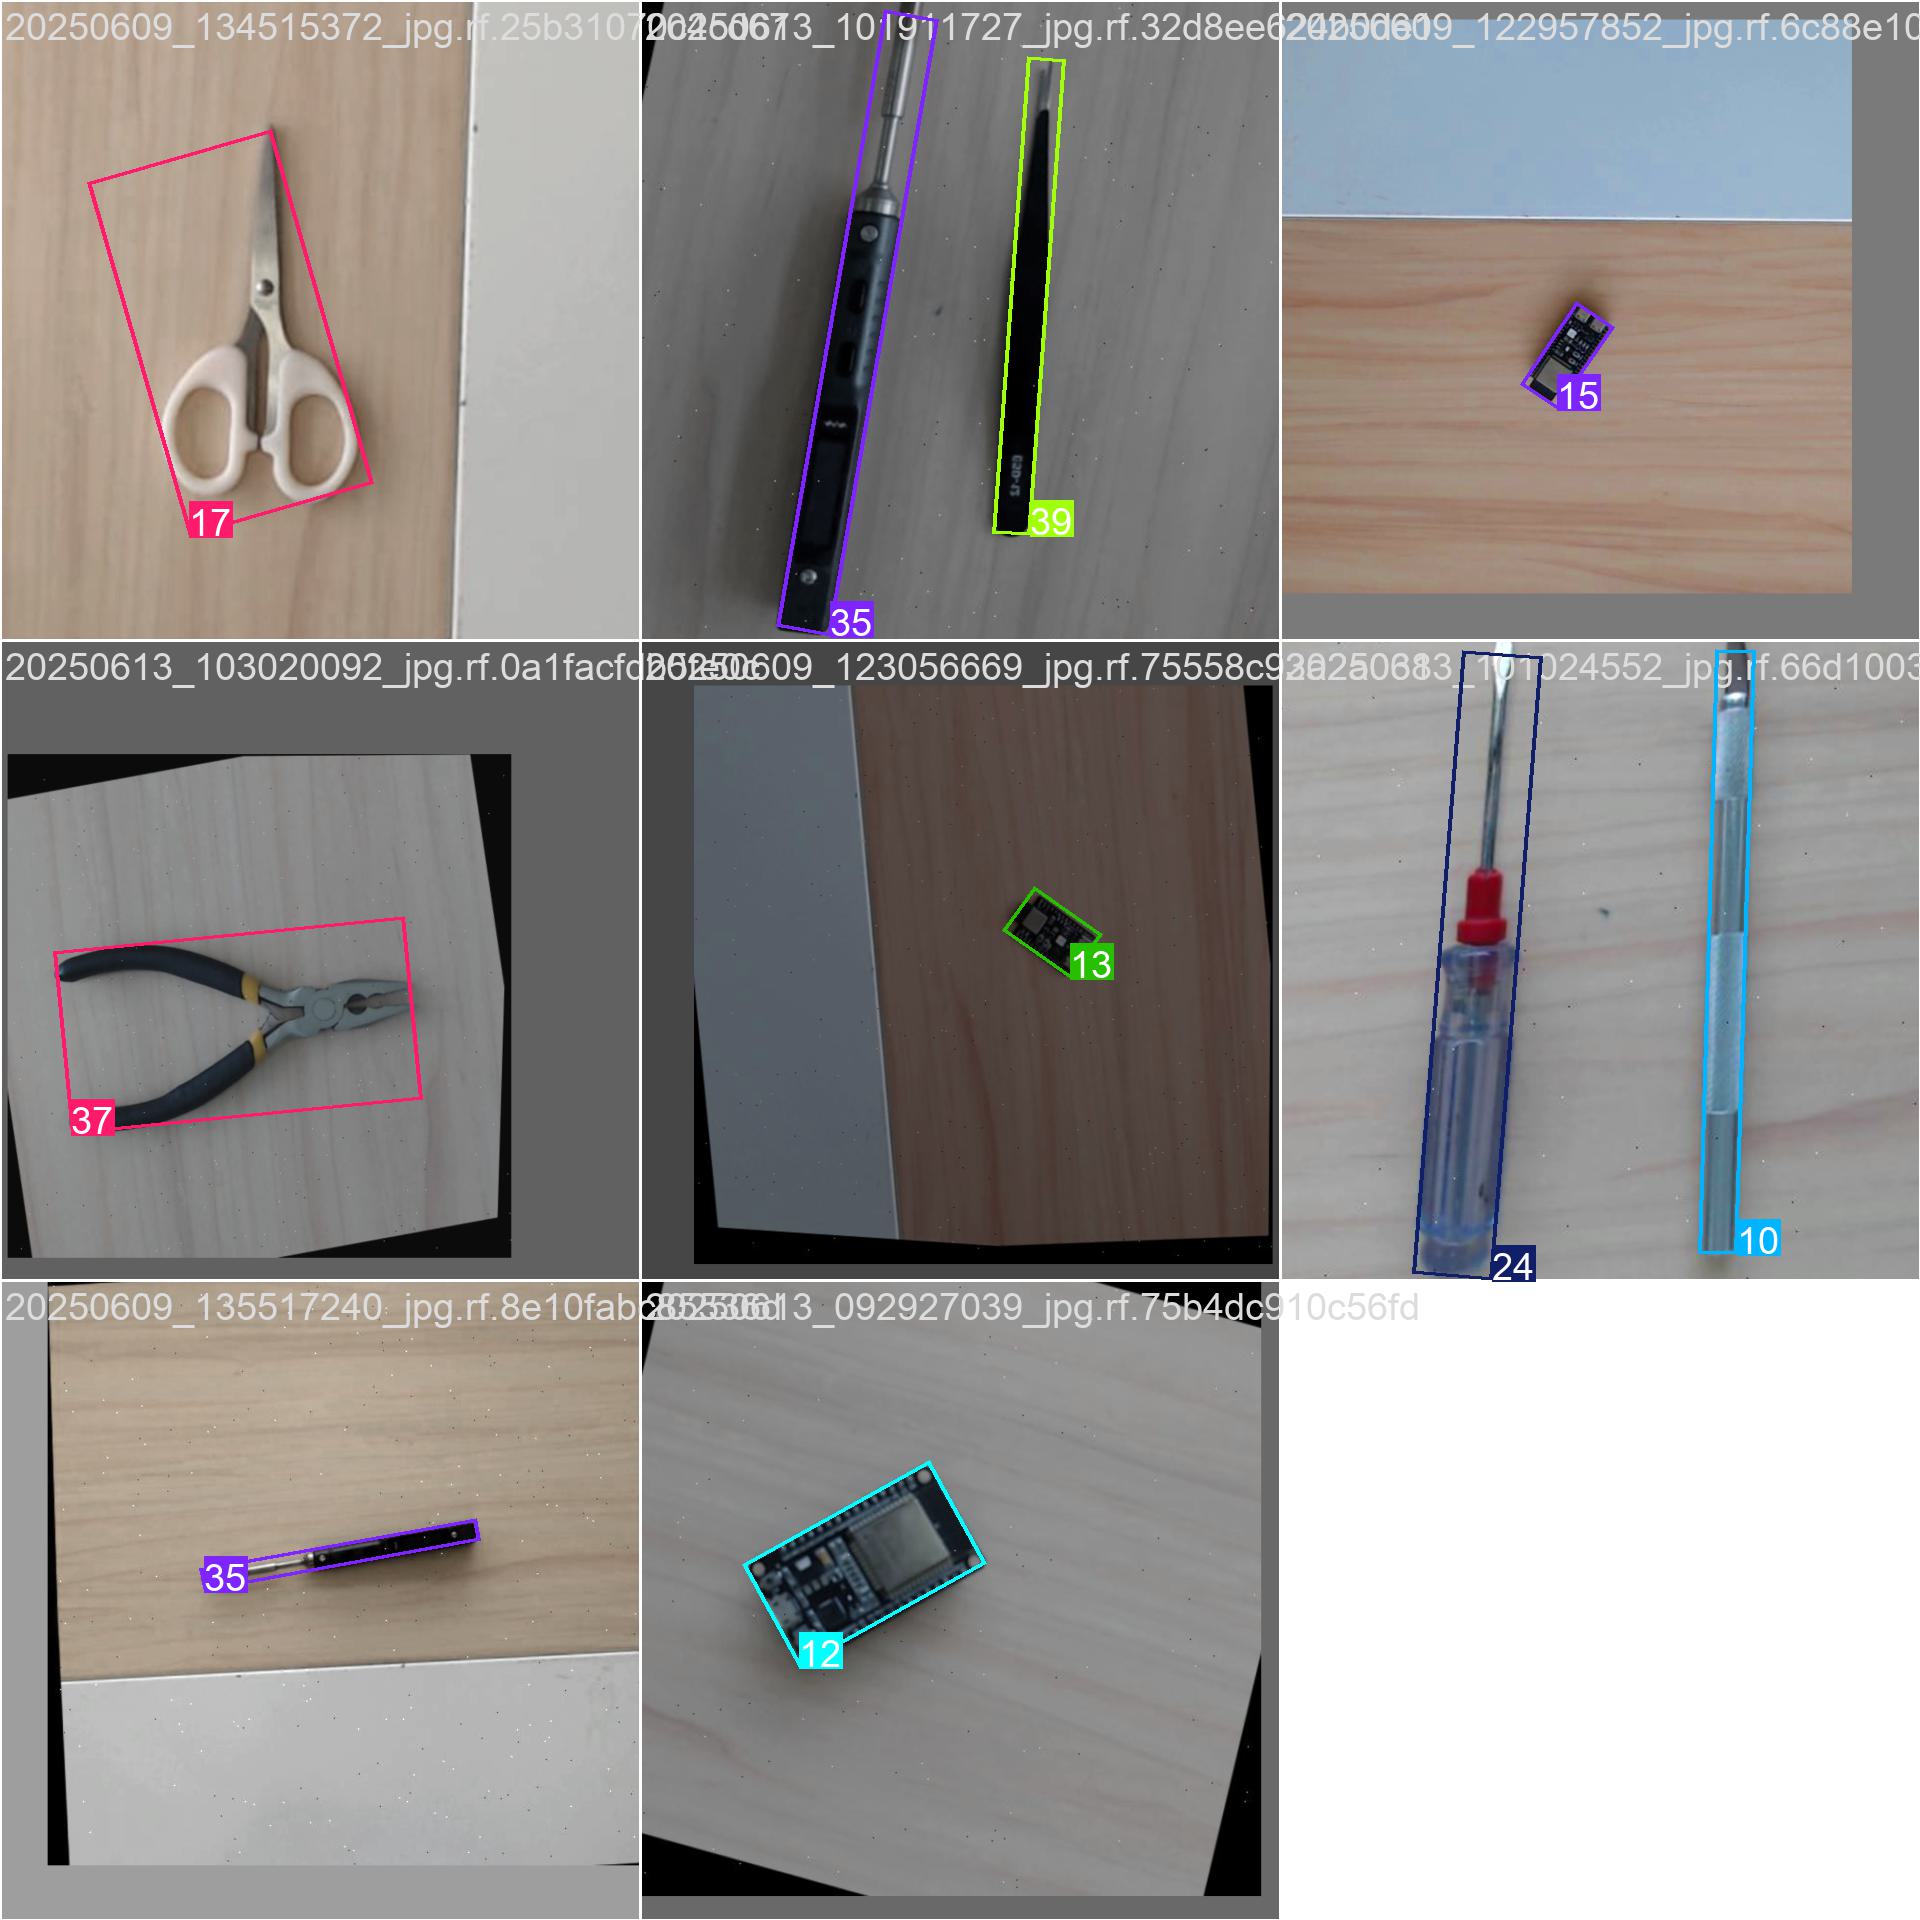 20250609_134515372_jpg.rf.25b3107
20250613_101911727_jpg.rf.32d8ee6
20250609_122957852_jpg.rf.6c88e10
17
35
39
15
20250613_103020092_jpg.rf.0a1facfd
20250609_123056669_jpg.rf.75558c9
20250613_101024552_jpg.rf.66d1003
37
13
24
10
20250609_135517240_jpg.rf.8e10fabc
20250613_092927039_jpg.rf.75b4dc910c56fd
35
12